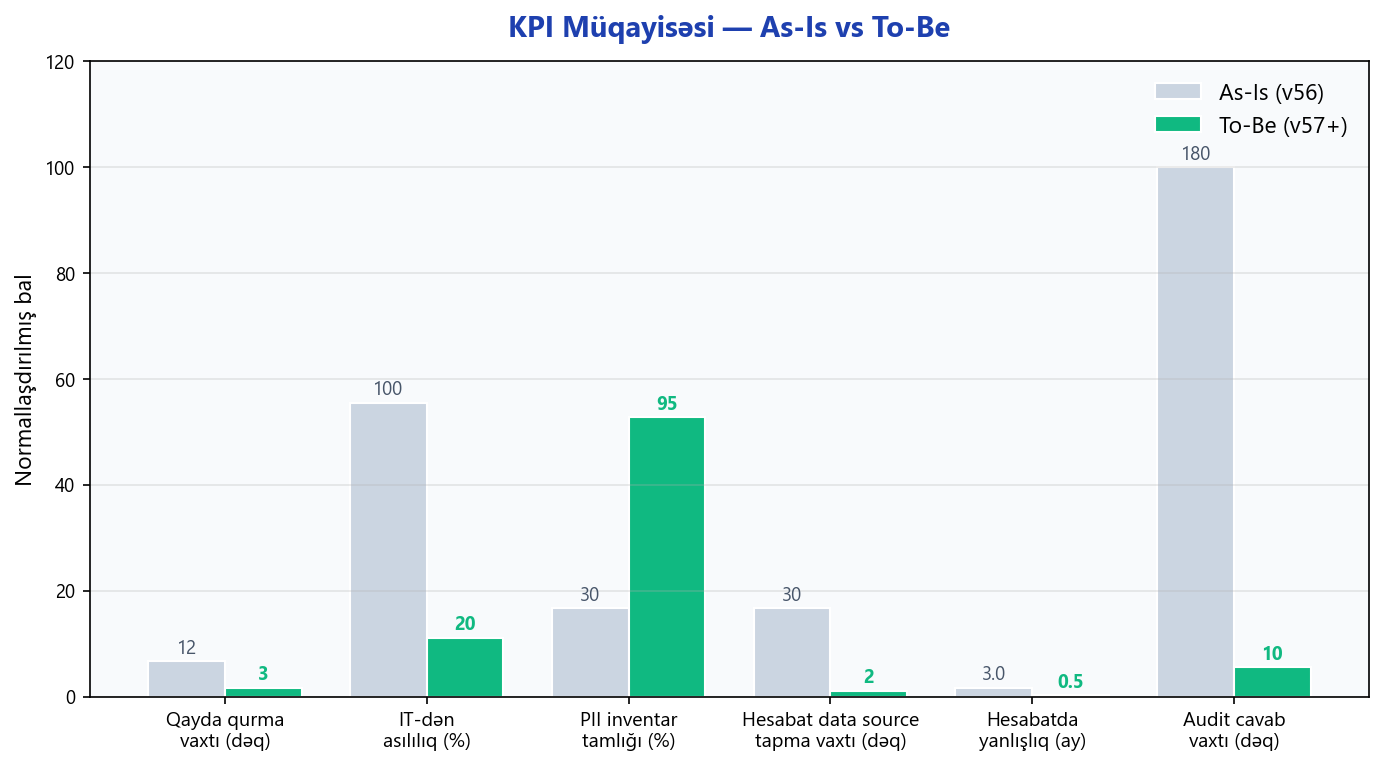 KPI Müqayisəsi — As-Is vs To-Be
Normallaşdırılmış bal
120
100
80
60
40
20
0
As-Is (v56)
To-Be (v57+)
12
3
100
20
30
95
30
2
3.0
0.5
180
10
Qayda qurma
vaxtı (dəq)
IT-dən
asılılıq (%)
PII inventar
tamlığı (%)
Hesabat data source
tapma vaxtı (dəq)
Hesabatda
yanlışlıq (ay)
Audit cavab
vaxtı (dəq)